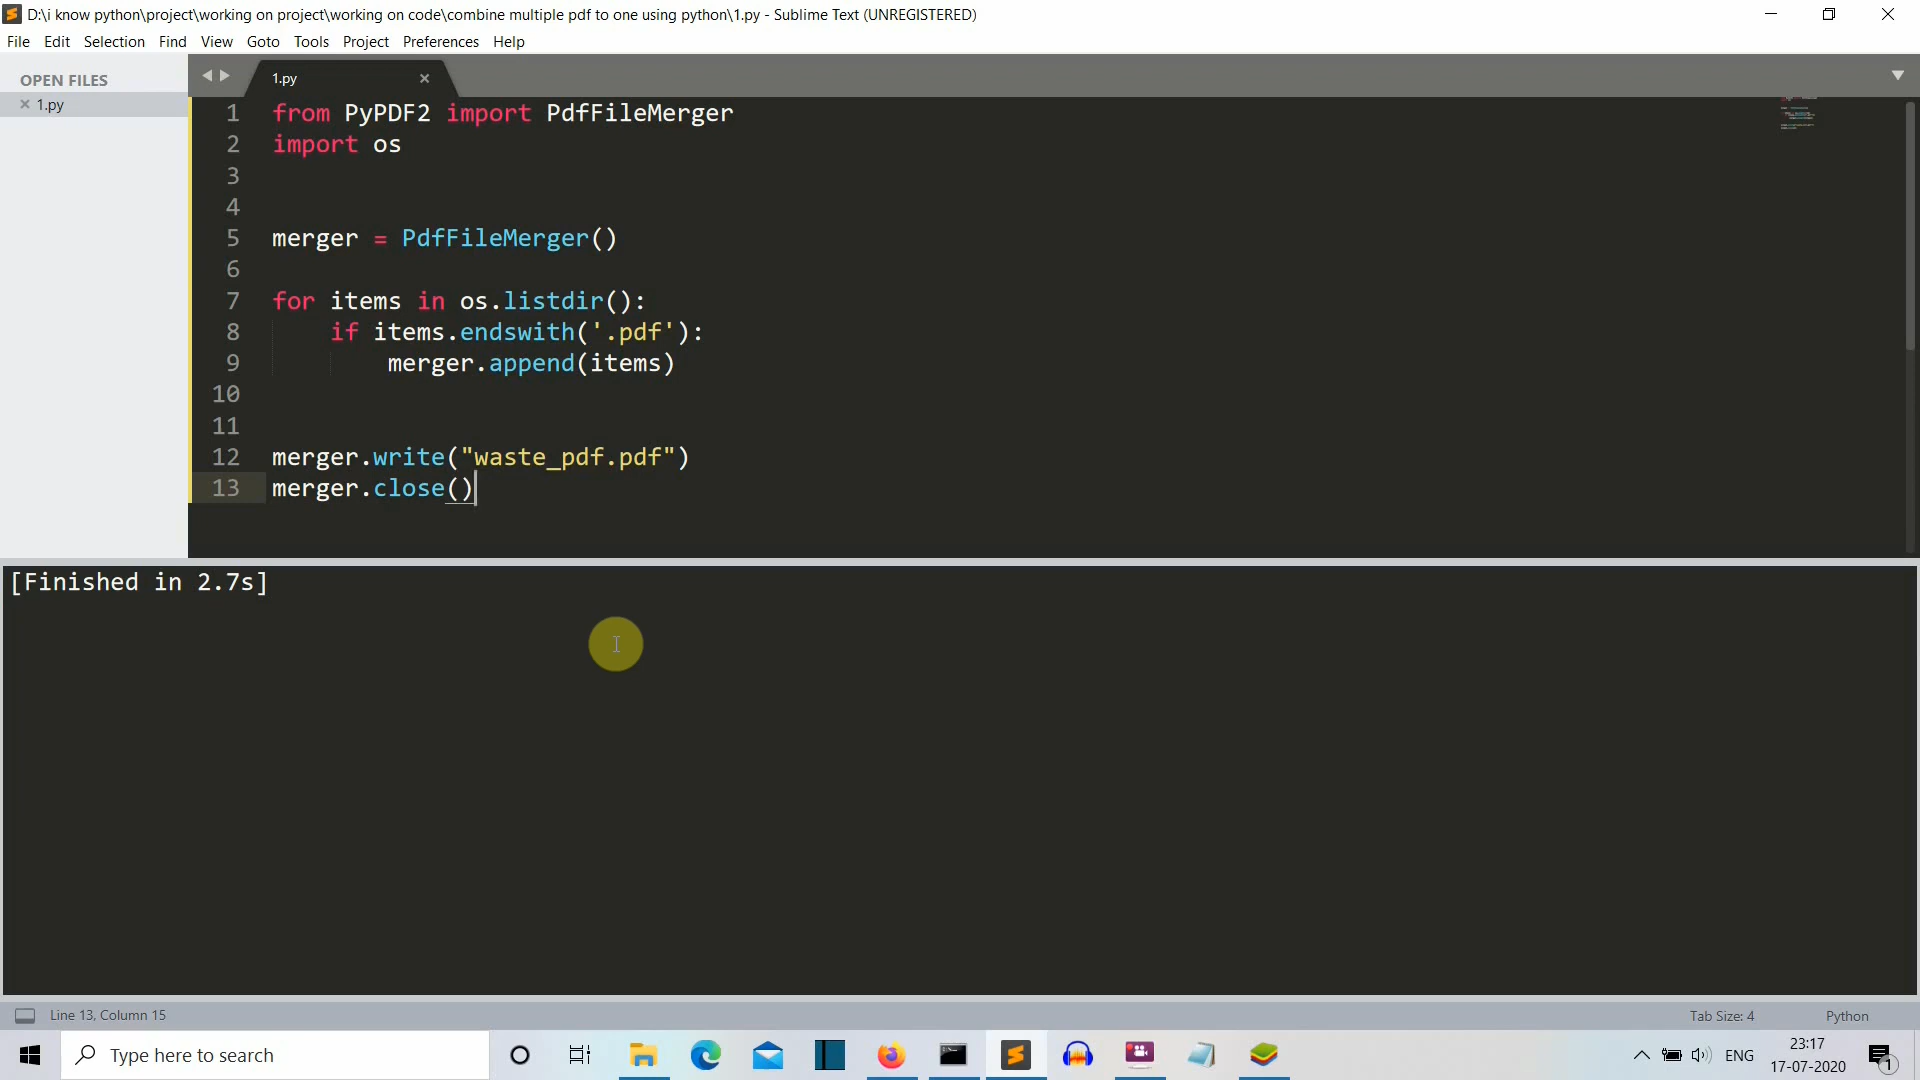 D:\i know python\project\working on project\working on code\combine multiple pdf to one using python\1.py - Sublime Text (UNREGISTERED)
File Edit Selection Find View Goto Tools Project Preferences Help
OPEN FILES
1.py
1.py
1 from PyPDF2 import PdfFileMerger
2 import os
3
4
5 merger = PdfFileMerger()
6
7 for items in os.listdir():
8 if items.endswith('.pdf'):
9 merger.append(items)
10
11
12 merger.write("waste_pdf.pdf")
13 merger.close()
[Finished in 2.7s]
Line 13, Column 15
Tab Size: 4
Python
Type here to search
ENG
23:17
17-07-2020
1